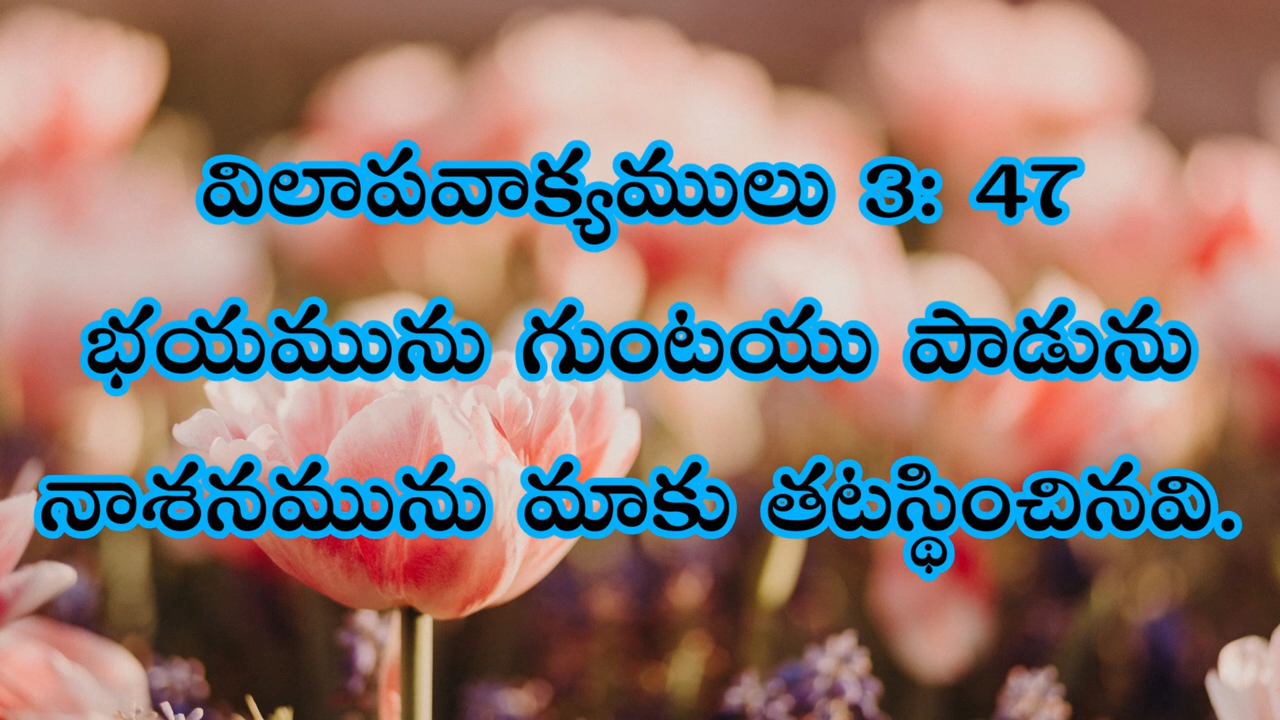 విలాపవాక్యములు 3: 47
భయమును గుంటయు పాడును
నాశనమును మాకు తటస్థించినవి.